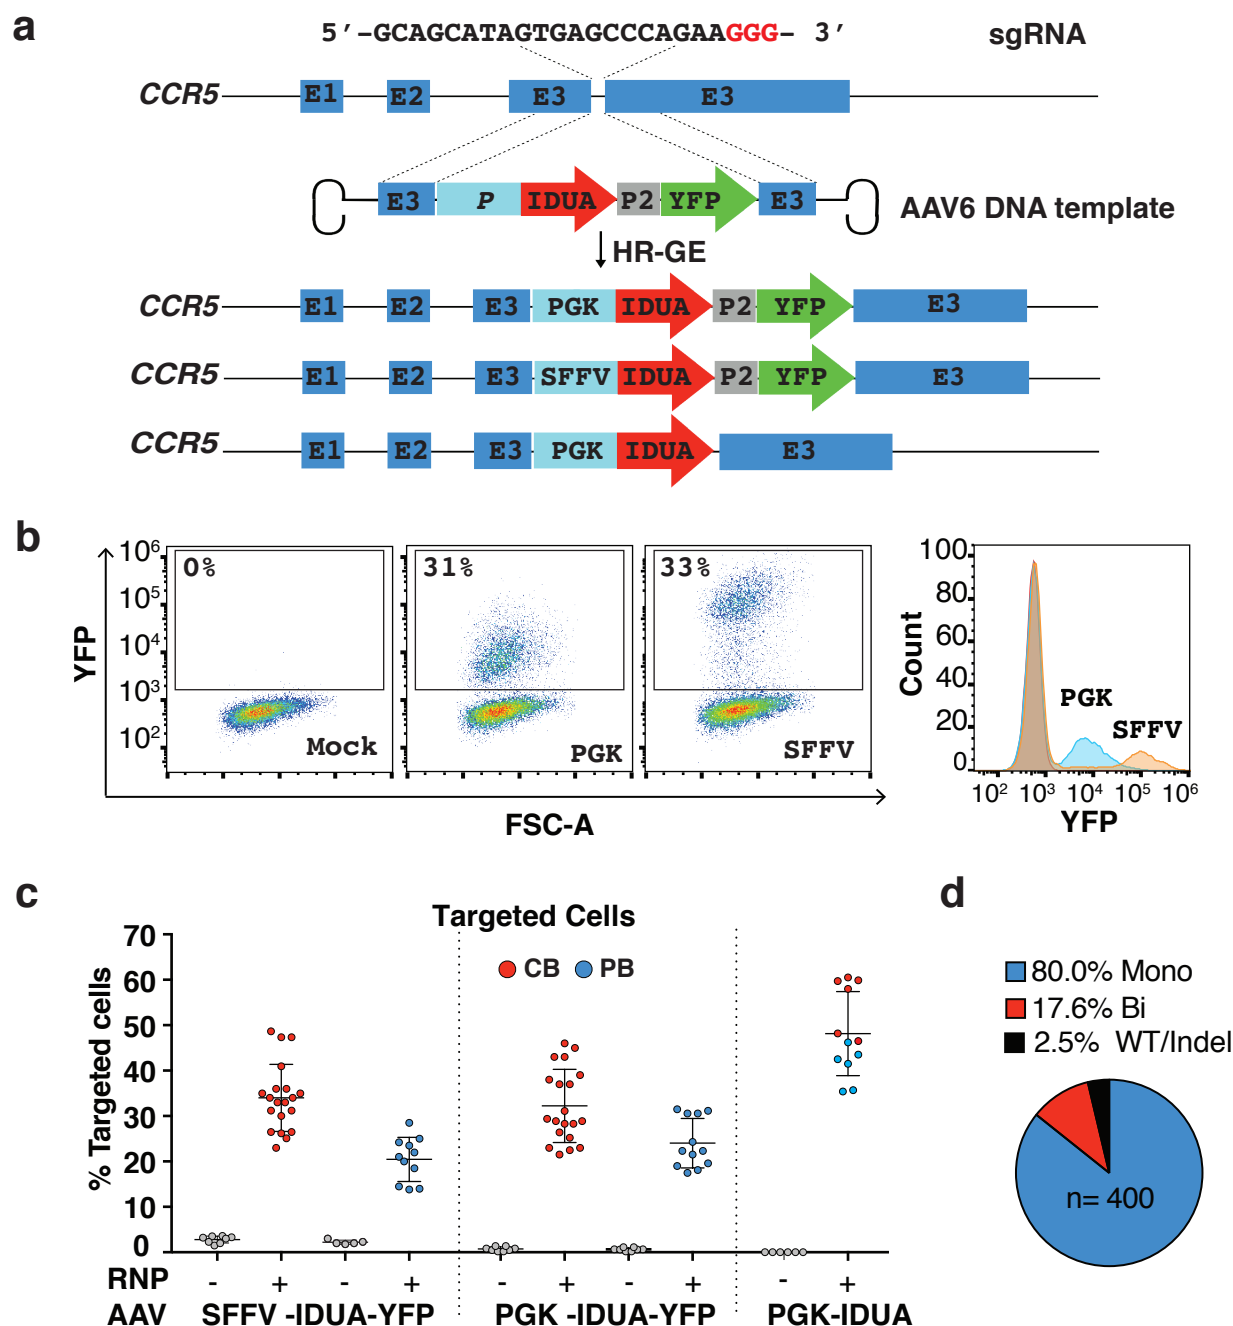 a
5′-GCAGCATAGTGAGCCCAGAAGGG- 3′ sgRNA
CCR5 E1 E2 E3 E3
E3 P IDUA P2 YFP E3 AAV6 DNA template
HR-GE
CCR5 E1 E2 E3 PGK IDUA P2 YFP E3
CCR5 E1 E2 E3 SFFV IDUA P2 YFP E3
CCR5 E1 E2 E3 PGK IDUA E3
b
YFP
10⁶
10⁵
10⁴
10³
10²
0% Mock
31% PGK
33% SFFV
FSC-A
Count
100
80
60
40
20
0
PGK
SFFV
10² 10³ 10⁴ 10⁵ 10⁶
YFP
c
Targeted Cells
CB PB
% Targeted cells
70
60
50
40
30
20
10
0
RNP - + - + - + - + - +
AAV SFFV -IDUA-YFP PGK -IDUA-YFP PGK-IDUA
d
80.0% Mono
17.6% Bi
2.5% WT/Indel
n= 400